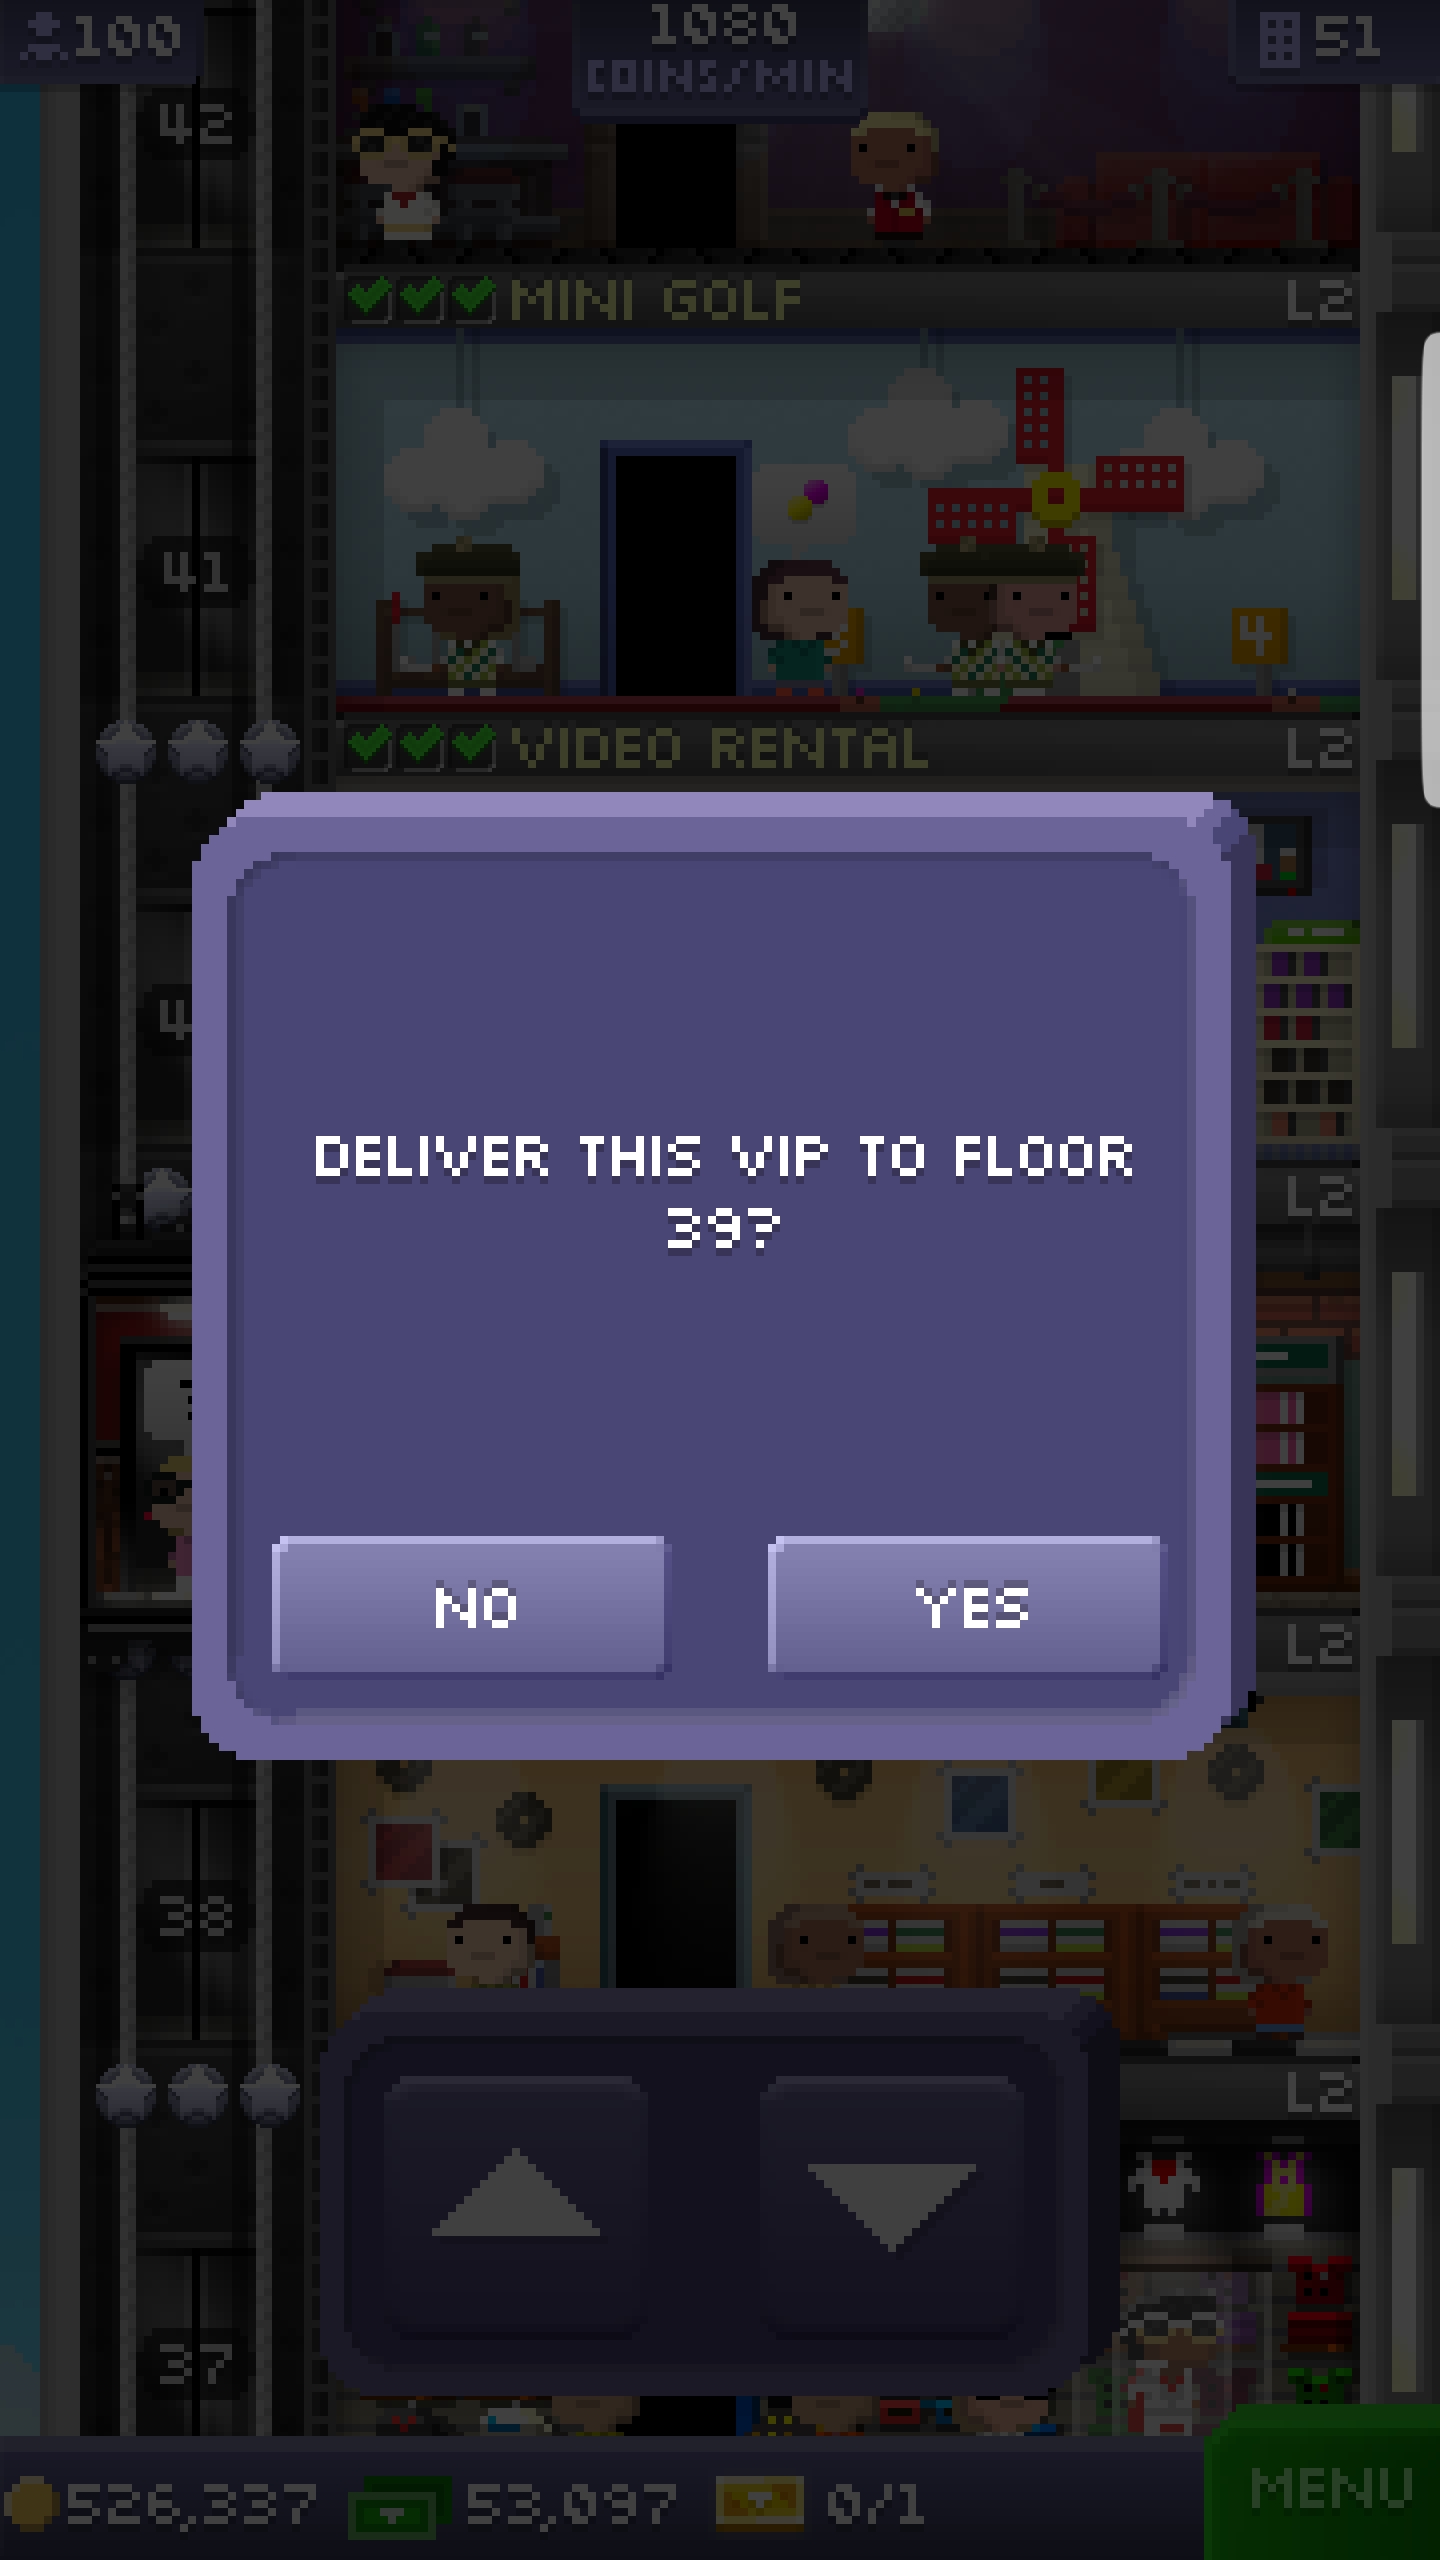 100
1080
COINS/MIN
51
42
MINI GOLF L2
41
4
VIDEO RENTAL L2
L2
DELIVER THIS VIP TO FLOOR
39?
NO YES
L2
38
L2
37
526,337 53,097 0/1 MENU